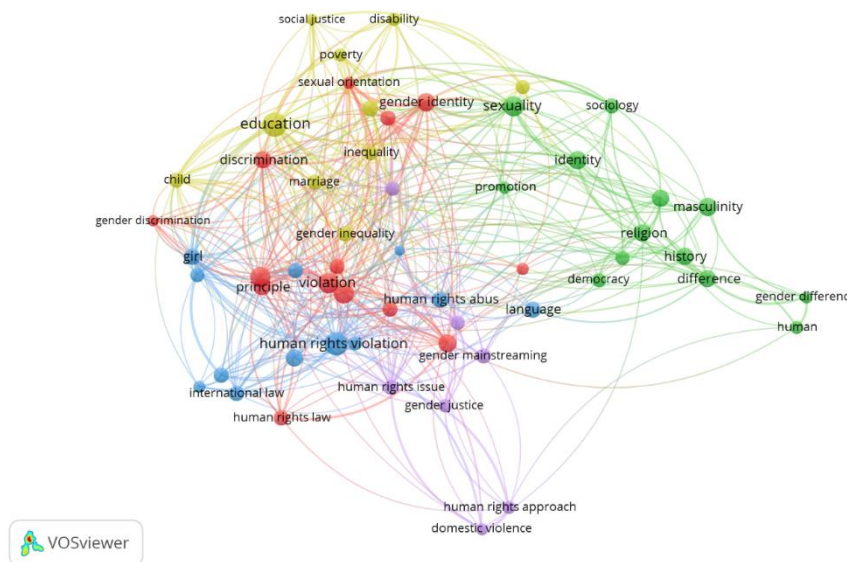 social justice
disability
poverty
sexual orientation
gender identity
sexuality
sociology
education
discrimination
inequality
identity
child
marriage
promotion
masculinity
gender discrimination
gender inequality
religion
girl
history
principle
violation
democracy
difference
human rights abus
language
gender differenc
human
human rights violation
gender mainstreaming
international law
human rights issue
gender justice
human rights law
human rights approach
domestic violence
VOSviewer